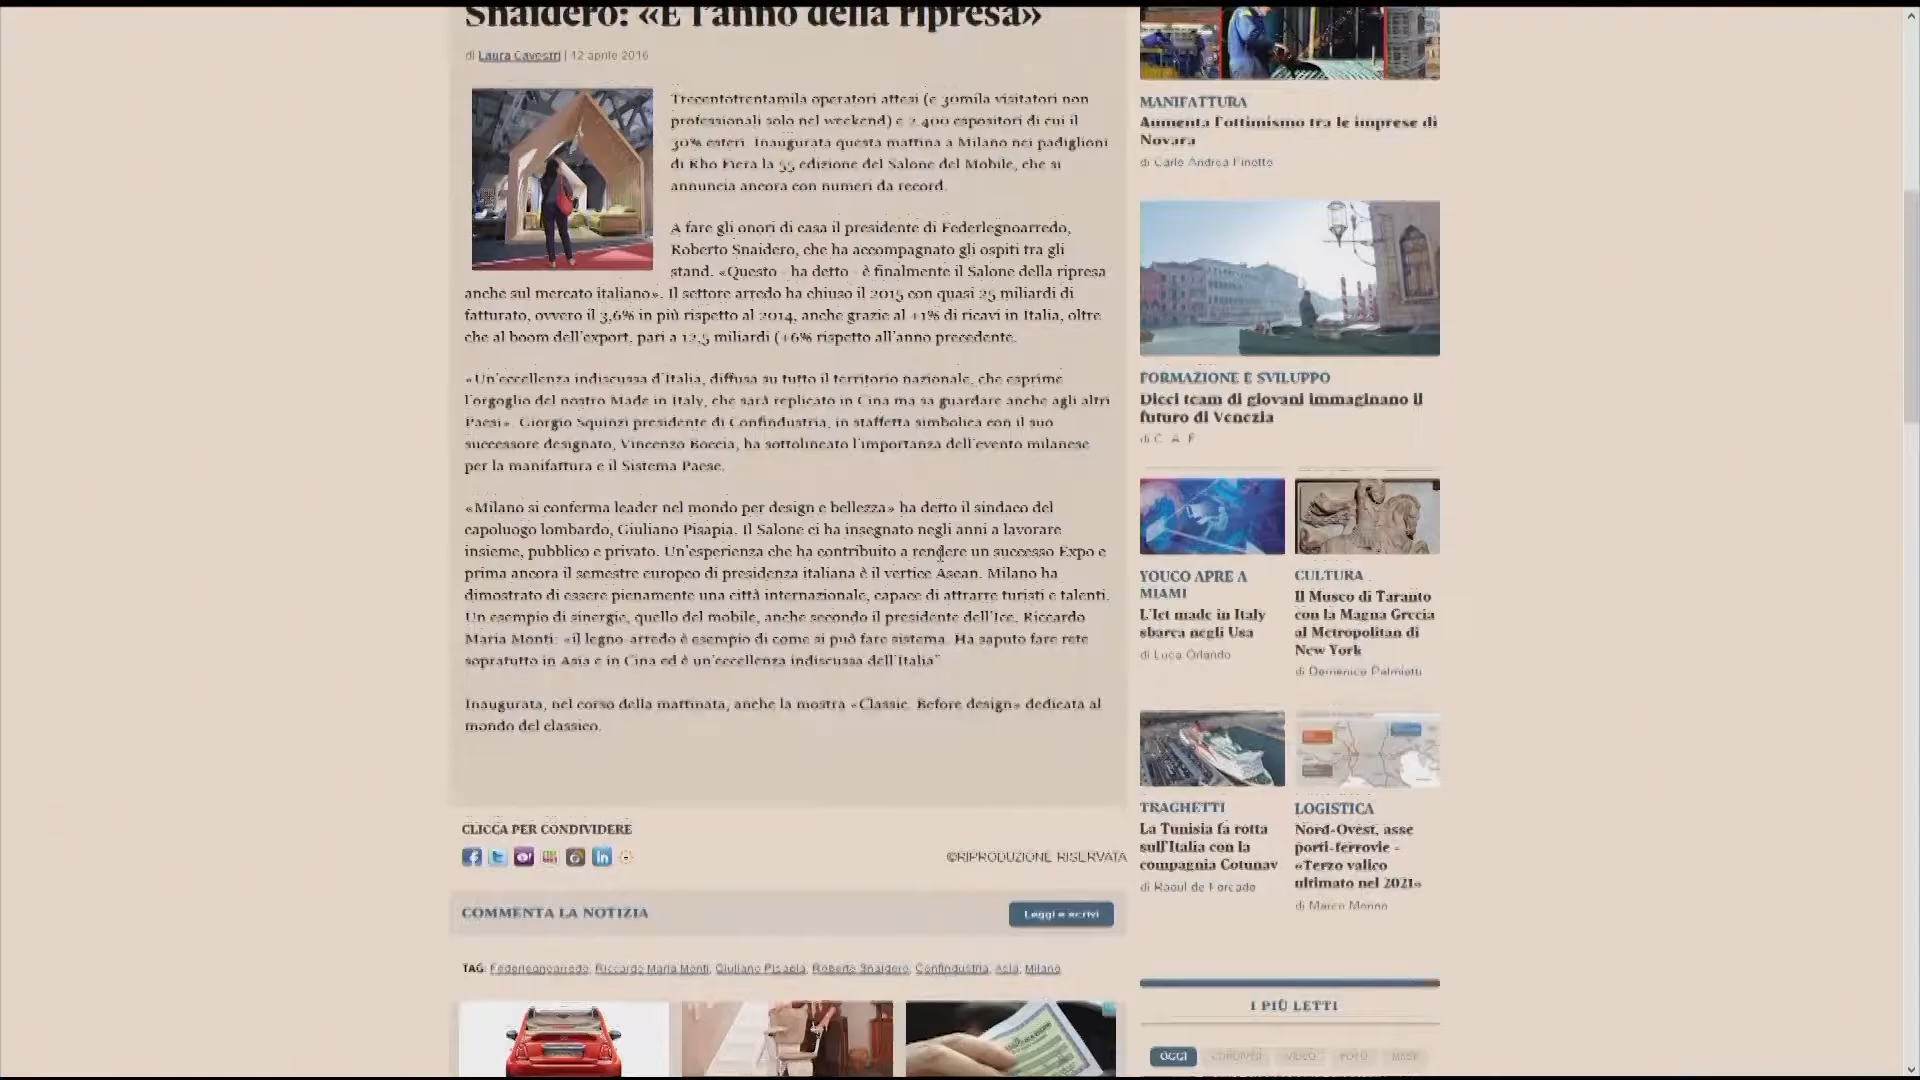 Snaidero: «È l'anno della ripresa»
di Laura Cavestri | 12 aprile 2016
Trecentotrentamila operatori attesi (e 30mila visitatori non
professionali solo nel weekend) e 2.400 espositori di cui il
30% esteri. Inaugurata questa mattina a Milano nei padiglioni
di Rho Fiera la 55 edizione del Salone del Mobile, che si
annuncia ancora con numeri da record.
A fare gli onori di casa il presidente di Federlegnoarredo,
Roberto Snaidero, che ha accompagnato gli ospiti tra gli
stand. «Questo - ha detto - è finalmente il Salone della ripresa
anche sul mercato italiano». Il settore arredo ha chiuso il 2015 con quasi 25 miliardi di
fatturato, ovvero il 3,6% in più rispetto al 2014, anche grazie al +1% di ricavi in Italia, oltre
che al boom dell'export, pari a 12,5 miliardi (+6% rispetto all'anno precedente.
«Un'eccellenza indiscussa d'Italia, diffusa su tutto il territorio nazionale, che esprime
l'orgoglio del nostro Made in Italy, che sarà replicato in Cina ma sa guardare anche agli altri
Paesi». Giorgio Squinzi presidente di Confindustria, in staffetta simbolica con il suo
successore designato, Vincenzo Boccia, ha sottolineato l'importanza dell'evento milanese
per la manifattura e il Sistema Paese.
«Milano si conferma leader nel mondo per design e bellezza» ha detto il sindaco del
capoluogo lombardo, Giuliano Pisapia. Il Salone ci ha insegnato negli anni a lavorare
insieme, pubblico e privato. Un'esperienza che ha contribuito a rendere un successo Expo e
prima ancora il semestre europeo di presidenza italiana è il vertice Asean. Milano ha
dimostrato di essere pienamente una città internazionale, capace di attrarre turisti e talenti.
Un esempio di sinergie, quello del mobile, anche secondo il presidente dell'Ice, Riccardo
Maria Monti: «il legno-arredo è esempio di come si può fare sistema. Ha saputo fare rete
sopratutto in Asia e in Cina ed è un'eccellenza indiscussa dell'Italia"
Inaugurata, nel corso della mattinata, anche la mostra «Classic. Before design» dedicata al
mondo del classico.
CLICCA PER CONDIVIDERE
©RIPRODUZIONE RISERVATA
COMMENTA LA NOTIZIA
Leggi e scrivi
TAG: Federlegnoarredo, Riccardo Maria Monti, Giuliano Pisapia, Roberto Snaidero, Confindustria, Asia, Milano
MANIFATTURA
Aumenta l'ottimismo tra le imprese di
Novara
di Carlo Andrea Finotto
FORMAZIONE E SVILUPPO
Dieci team di giovani immaginano il
futuro di Venezia
di C. A. F.
YOUCO APRE A
MIAMI
L'Ict made in Italy
sbarca negli Usa
di Luca Orlando
CULTURA
Il Museo di Taranto
con la Magna Grecia
al Metropolitan di
New York
di Domenico Palmiotti
TRAGHETTI
La Tunisia fa rotta
sull'Italia con la
compagnia Cotunav
di Raoul de Forcade
LOGISTICA
Nord-Ovest, asse
porti-ferrovie -
«Terzo valico
ultimato nel 2021»
di Marco Morino
I PIÙ LETTI
OGGI
VIDEO
FOTO